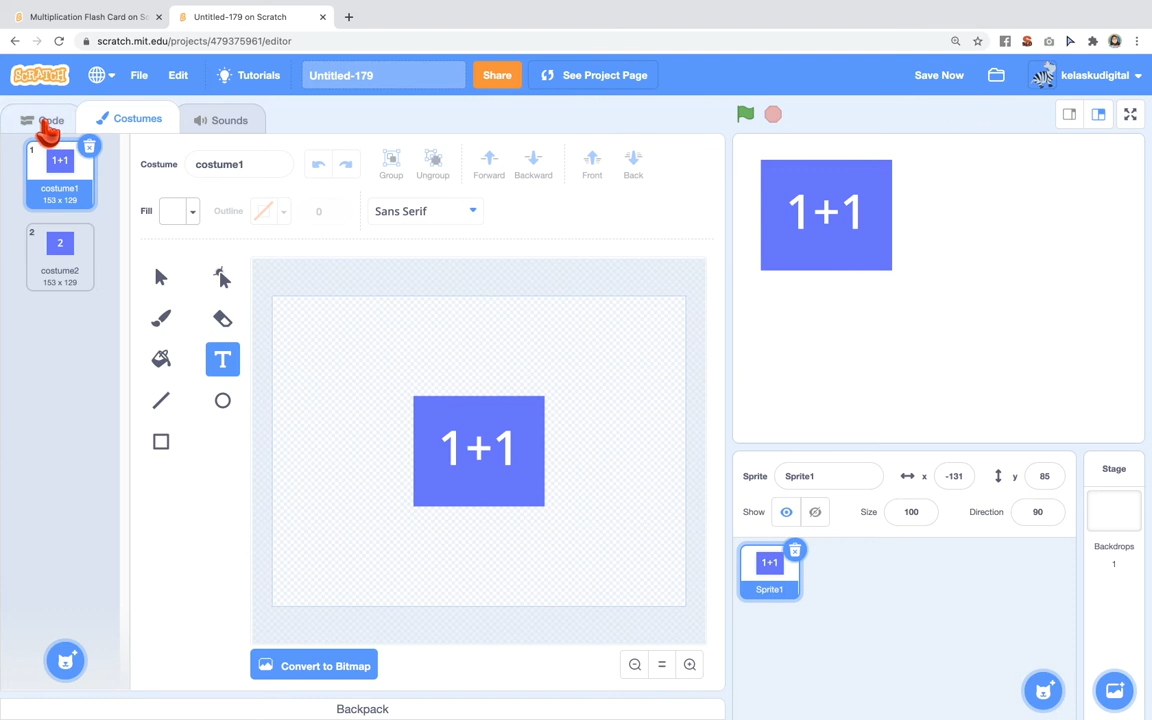 Multiplication Flash Card on Sc
Untitled-179 on Scratch
scratch.mit.edu/projects/479375961/editor
SCRATCH
File
Edit
Tutorials
Untitled-179
Share
See Project Page
Save Now
kelaskudigital
Code
Costumes
Sounds
1
1+1
costume1
153 x 129
2
2
costume2
153 x 129
Costume
costume1
Group
Ungroup
Forward
Backward
Front
Back
Fill
Outline
0
Sans Serif
T
1+1
Convert to Bitmap
Backpack
1+1
Sprite
Sprite1
x
-131
y
85
Show
Size
100
Direction
90
1+1
Sprite1
Stage
Backdrops
1